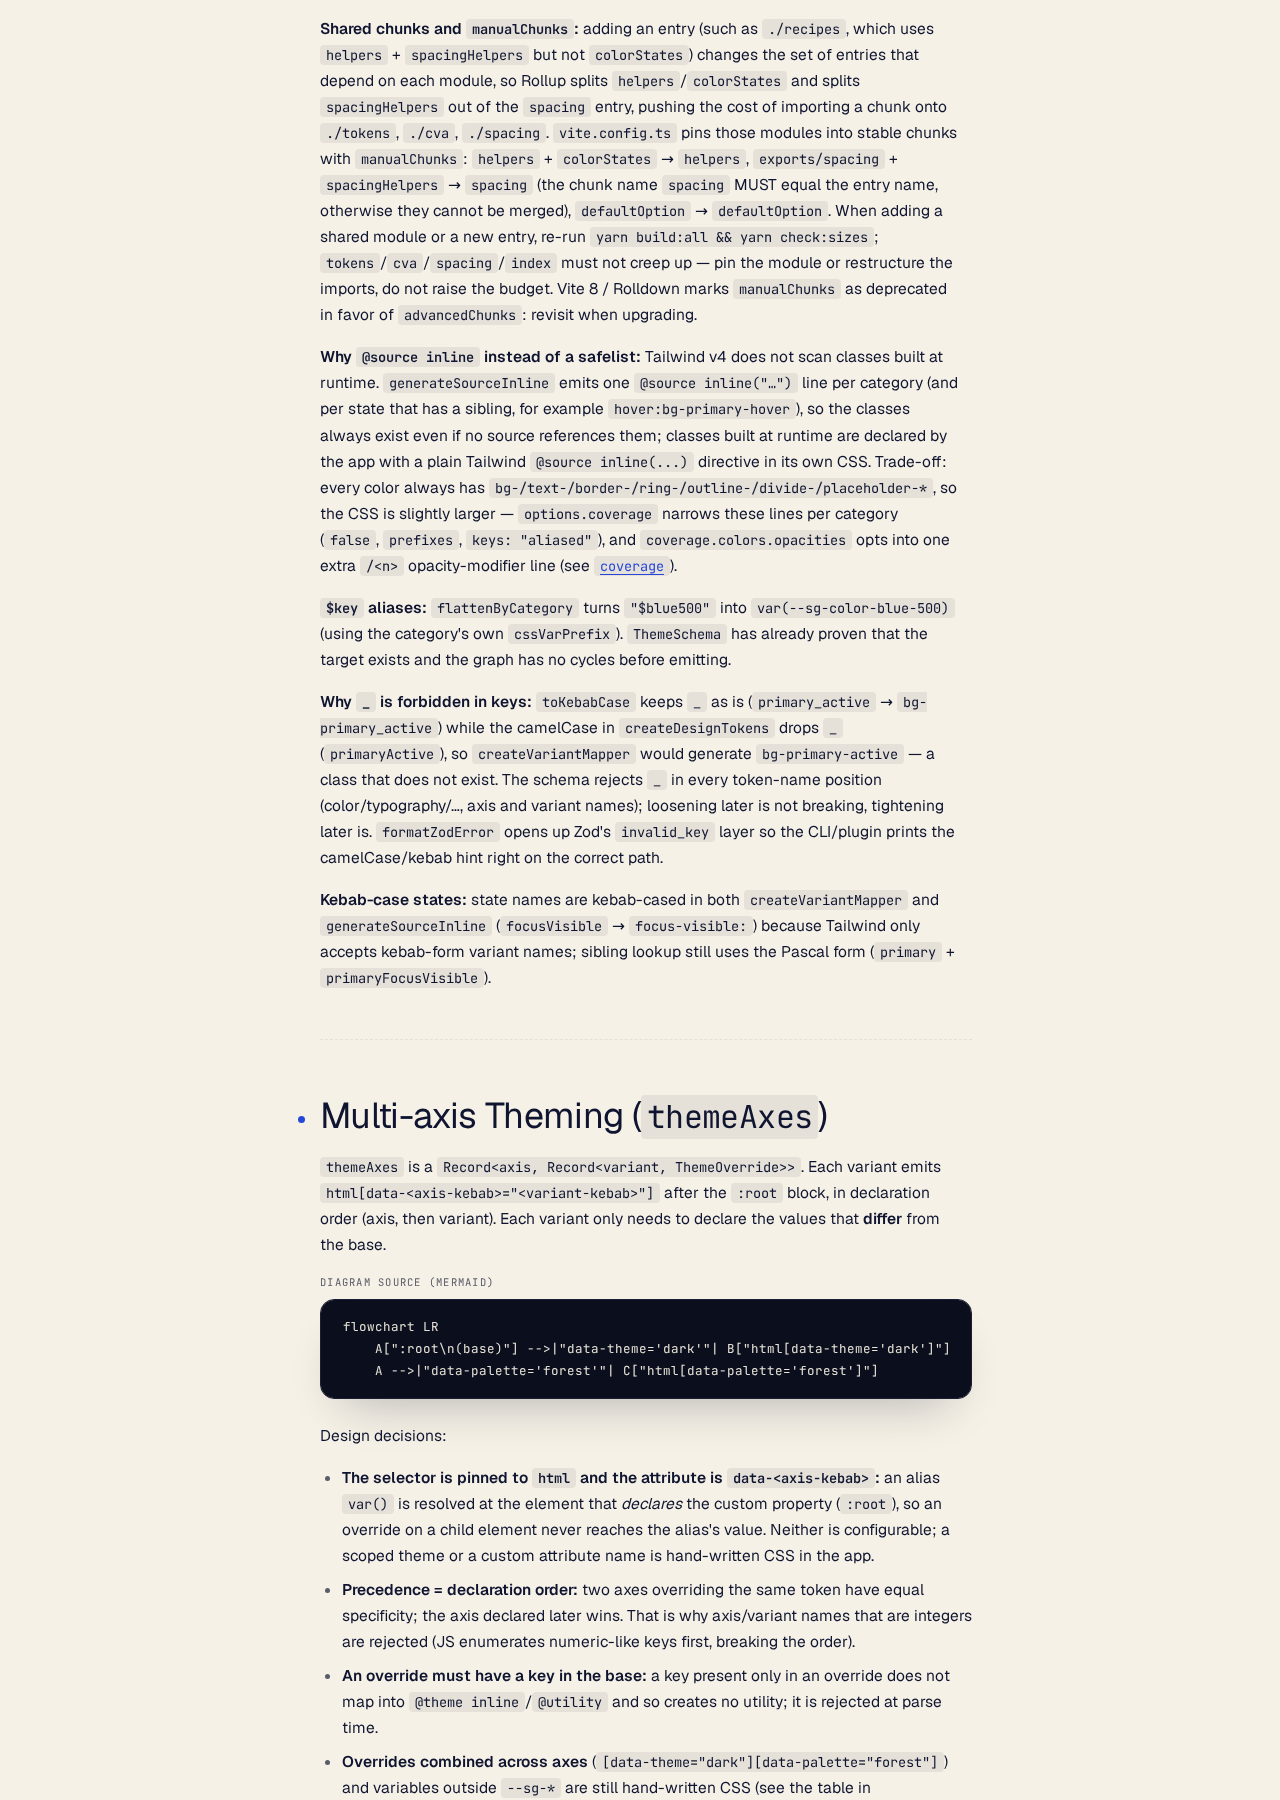 Shared chunks and manualChunks: adding an entry (such as ./recipes, which uses
helpers + spacingHelpers but not colorStates) changes the set of entries that
depend on each module, so Rollup splits helpers/colorStates and splits
spacingHelpers out of the spacing entry, pushing the cost of importing a chunk onto
./tokens, ./cva, ./spacing. vite.config.ts pins those modules into stable chunks
with manualChunks: helpers + colorStates → helpers, exports/spacing +
spacingHelpers → spacing (the chunk name spacing MUST equal the entry name,
otherwise they cannot be merged), defaultOption → defaultOption. When adding a
shared module or a new entry, re-run yarn build:all && yarn check:sizes;
tokens/cva/spacing/index must not creep up — pin the module or restructure the
imports, do not raise the budget. Vite 8 / Rolldown marks manualChunks as deprecated
in favor of advancedChunks: revisit when upgrading.
Why @source inline instead of a safelist: Tailwind v4 does not scan classes built at
runtime. generateSourceInline emits one @source inline("…") line per category (and
per state that has a sibling, for example hover:bg-primary-hover), so the classes
always exist even if no source references them; classes built at runtime are declared by
the app with a plain Tailwind @source inline(...) directive in its own CSS. Trade-off:
every color always has bg-/text-/border-/ring-/outline-/divide-/placeholder-*, so
the CSS is slightly larger — options.coverage narrows these lines per category
(false, prefixes, keys: "aliased"), and coverage.colors.opacities opts into one
extra /<n> opacity-modifier line (see coverage).
$key aliases: flattenByCategory turns "$blue500" into var(--sg-color-blue-500)
(using the category's own cssVarPrefix). ThemeSchema has already proven that the
target exists and the graph has no cycles before emitting.
Why _ is forbidden in keys: toKebabCase keeps _ as is (primary_active → bg-
primary_active) while the camelCase in createDesignTokens drops _
(primaryActive), so createVariantMapper would generate bg-primary-active — a
class that does not exist. The schema rejects _ in every token-name position
(color/typography/…, axis and variant names); loosening later is not breaking, tightening
later is. formatZodError opens up Zod's invalid_key layer so the CLI/plugin prints the
camelCase/kebab hint right on the correct path.
Kebab-case states: state names are kebab-cased in both createVariantMapper and
generateSourceInline (focusVisible → focus-visible:) because Tailwind only
accepts kebab-form variant names; sibling lookup still uses the Pascal form (primary +
primaryFocusVisible).
Multi-axis Theming (themeAxes)
themeAxes is a Record<axis, Record<variant, ThemeOverride>>. Each variant emits
html[data-<axis-kebab>="<variant-kebab>"] after the :root block, in declaration
order (axis, then variant). Each variant only needs to declare the values that differ from
the base.
DIAGRAM SOURCE (MERMAID)
flowchart LR
A[":root\n(base)"] -->|"data-theme='dark'"| B["html[data-theme='dark']"]
A -->|"data-palette='forest'"| C["html[data-palette='forest']"]
Design decisions:
• The selector is pinned to html and the attribute is data-<axis-kebab>: an alias
var() is resolved at the element that declares the custom property (:root), so an
override on a child element never reaches the alias's value. Neither is configurable; a
scoped theme or a custom attribute name is hand-written CSS in the app.
• Precedence = declaration order: two axes overriding the same token have equal
specificity; the axis declared later wins. That is why axis/variant names that are integers
are rejected (JS enumerates numeric-like keys first, breaking the order).
• An override must have a key in the base: a key present only in an override does not
map into @theme inline/@utility and so creates no utility; it is rejected at parse
time.
• Overrides combined across axes ([data-theme="dark"][data-palette="forest"])
and variables outside --sg-* are still hand-written CSS (see the table in